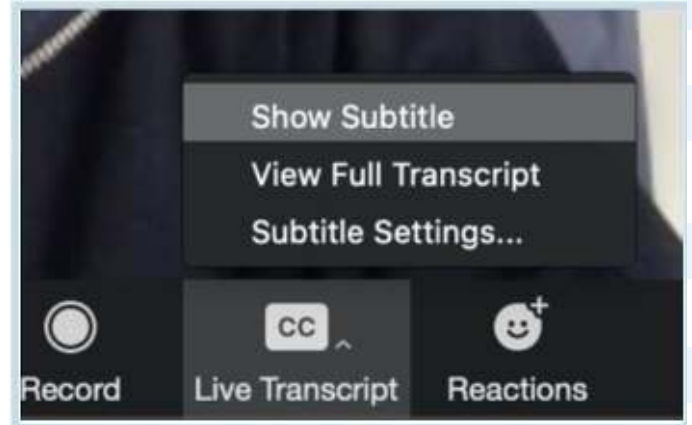 Show Subtitle
View Full Transcript
Subtitle Settings...
CC
Record
Live Transcript
Reactions